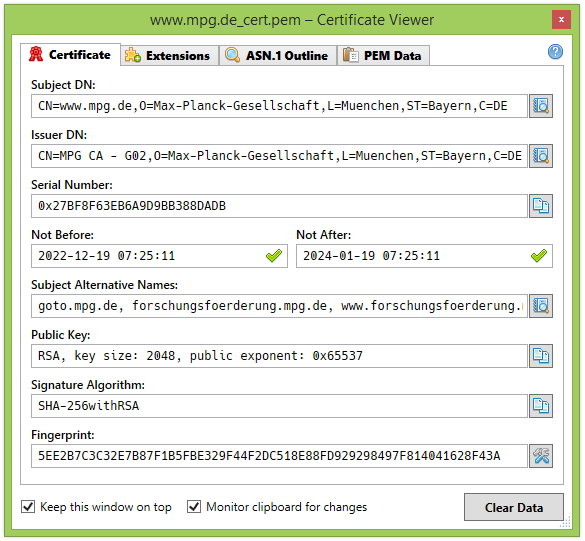 www.mpg.de_cert.pem – Certificate Viewer
x
Certificate Extensions ASN.1 Outline PEM Data ?
Subject DN:
CN=www.mpg.de,O=Max-Planck-Gesellschaft,L=Muenchen,ST=Bayern,C=DE
Issuer DN:
CN=MPG CA - G02,O=Max-Planck-Gesellschaft,L=Muenchen,ST=Bayern,C=DE
Serial Number:
0x27BF8F63EB6A9D9BB388DADB
Not Before: Not After:
2022-12-19 07:25:11 2024-01-19 07:25:11
Subject Alternative Names:
goto.mpg.de, forschungsfoerderung.mpg.de, www.forschungsfoerderung.
Public Key:
RSA, key size: 2048, public exponent: 0x65537
Signature Algorithm:
SHA-256withRSA
Fingerprint:
5EE2B7C3C32E7B87F1B5FBE329F44F2DC518E88FD929298497F814041628F43A
Keep this window on top Monitor clipboard for changes Clear Data